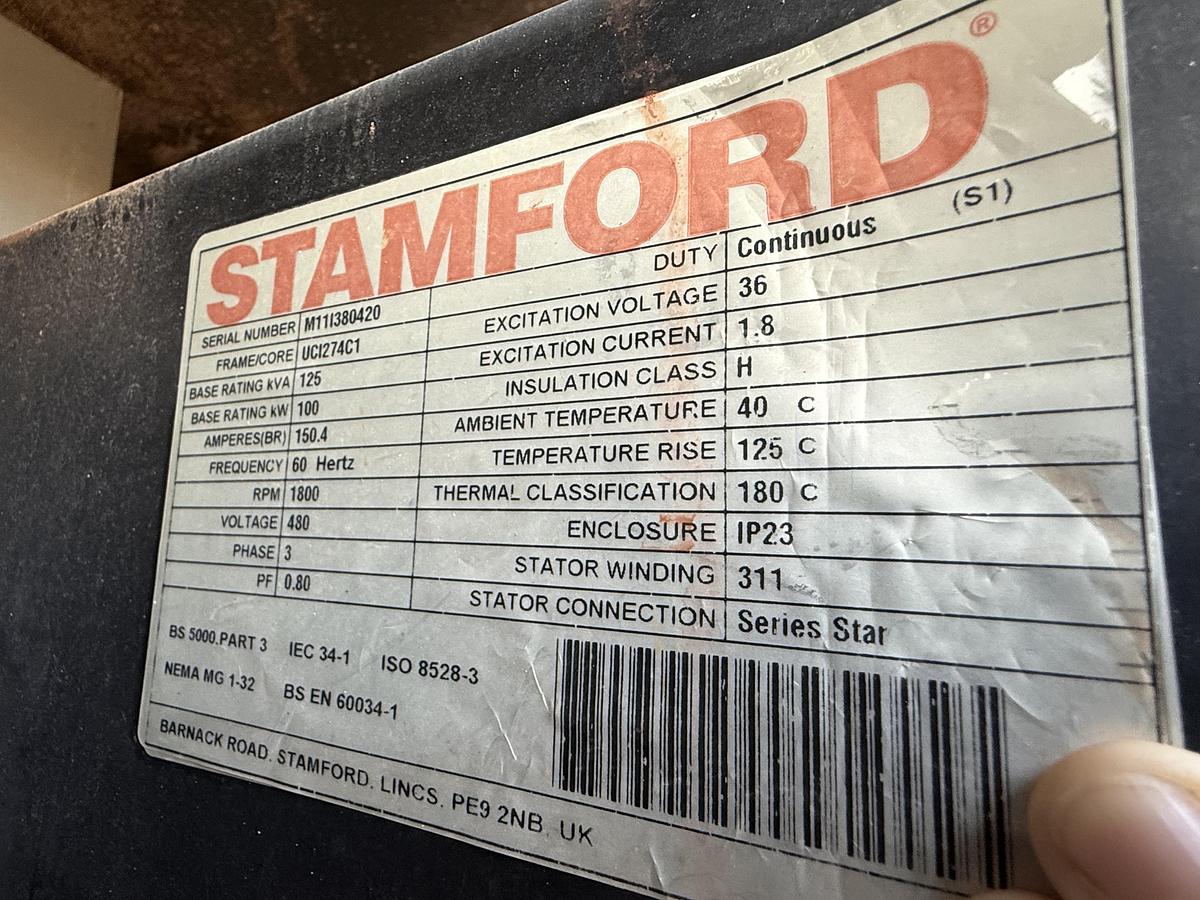 STAMFORD®
SERIAL NUMBER M11I380420
FRAME/CORE UCI274C1
BASE RATING kVA 125
BASE RATING kW 100
AMPERES(BR) 150.4
FREQUENCY 60 Hertz
RPM 1800
VOLTAGE 480
PHASE 3
PF 0.80
DUTY Continuous (S1)
EXCITATION VOLTAGE 36
EXCITATION CURRENT 1.8
INSULATION CLASS H
AMBIENT TEMPERATURE 40 C
TEMPERATURE RISE 125 C
THERMAL CLASSIFICATION 180 C
ENCLOSURE IP23
STATOR WINDING 311
STATOR CONNECTION Series Star
BS 5000.PART 3 IEC 34-1 ISO 8528-3
NEMA MG 1-32 BS EN 60034-1
BARNACK ROAD. STAMFORD. LINCS. PE9 2NB. UK